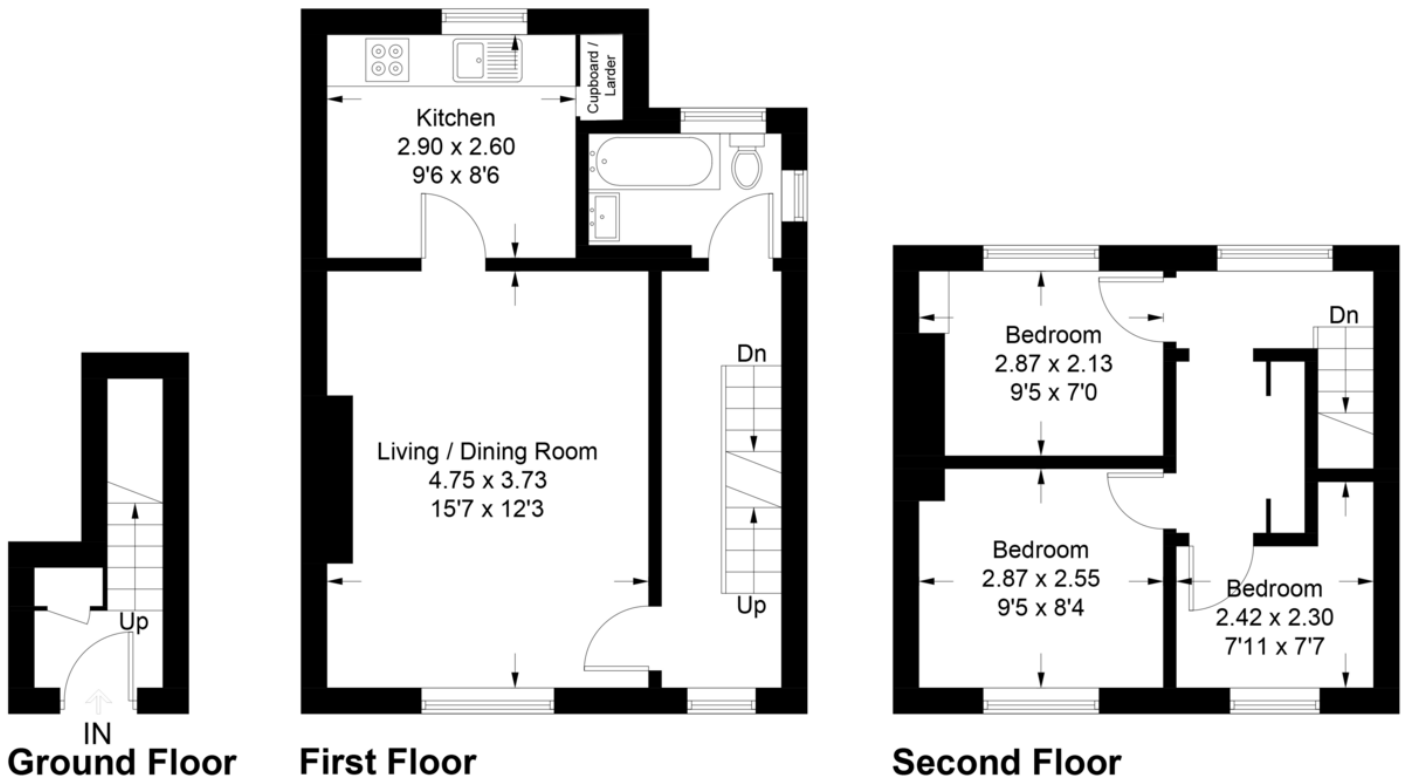 Up
IN
Ground Floor
Cupboard /
Larder
Kitchen
2.90 x 2.60
9'6 x 8'6
Living / Dining Room
4.75 x 3.73
15'7 x 12'3
Dn
Up
First Floor
Bedroom
2.87 x 2.13
9'5 x 7'0
Dn
Bedroom
2.87 x 2.55
9'5 x 8'4
Bedroom
2.42 x 2.30
7'11 x 7'7
Second Floor